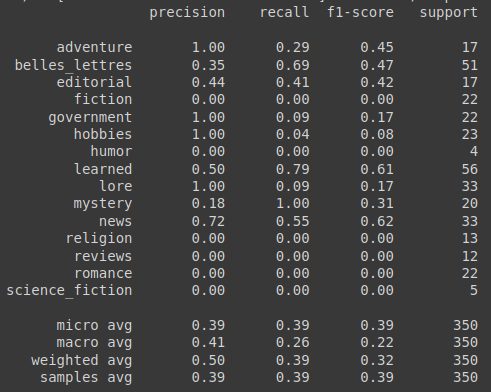 precision recall f1-score support
adventure 1.00 0.29 0.45 17
belles_lettres 0.35 0.69 0.47 51
editorial 0.44 0.41 0.42 17
fiction 0.00 0.00 0.00 22
government 1.00 0.09 0.17 22
hobbies 1.00 0.04 0.08 23
humor 0.00 0.00 0.00 4
learned 0.50 0.79 0.61 56
lore 1.00 0.09 0.17 33
mystery 0.18 1.00 0.31 20
news 0.72 0.55 0.62 33
religion 0.00 0.00 0.00 13
reviews 0.00 0.00 0.00 12
romance 0.00 0.00 0.00 22
science_fiction 0.00 0.00 0.00 5
micro avg 0.39 0.39 0.39 350
macro avg 0.41 0.26 0.22 350
weighted avg 0.50 0.39 0.32 350
samples avg 0.39 0.39 0.39 350